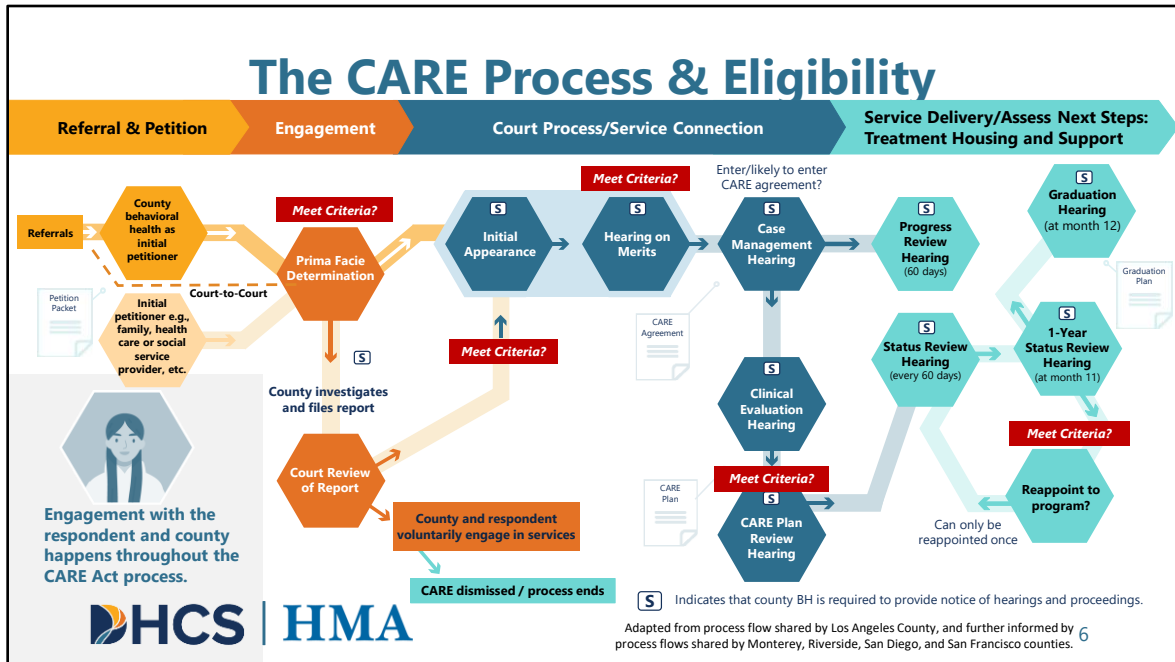 The CARE Process & Eligibility
Referral & Petition
Engagement
Court Process/Service Connection
Service Delivery/Assess Next Steps:
Treatment Housing and Support
Referrals
County
behavioral
health as
initial
petitioner
Petition
Packet
Court-to-Court
Initial
petitioner e.g.,
family, health
care or social
service
provider, etc.
Meet Criteria?
Prima Facie
Determination
S
County investigates
and files report
Court Review
of Report
County and respondent
voluntarily engage in services
CARE dismissed / process ends
Meet Criteria?
S
Initial
Appearance
Meet Criteria?
S
Hearing on
Merits
Enter/likely to enter
CARE agreement?
S
Case
Management
Hearing
CARE
Agreement
S
Clinical
Evaluation
Hearing
Meet Criteria?
CARE
Plan
S
CARE Plan
Review
Hearing
S
Progress
Review
Hearing
(60 days)
S
Status Review
Hearing
(every 60 days)
S
Graduation
Hearing
(at month 12)
Graduation
Plan
S
1-Year
Status Review
Hearing
(at month 11)
Meet Criteria?
Reappoint to
program?
Can only be
reappointed once
Engagement with the
respondent and county
happens throughout the
CARE Act process.
DHCS
HMA
S Indicates that county BH is required to provide notice of hearings and proceedings.
Adapted from process flow shared by Los Angeles County, and further informed by
process flows shared by Monterey, Riverside, San Diego, and San Francisco counties.
6